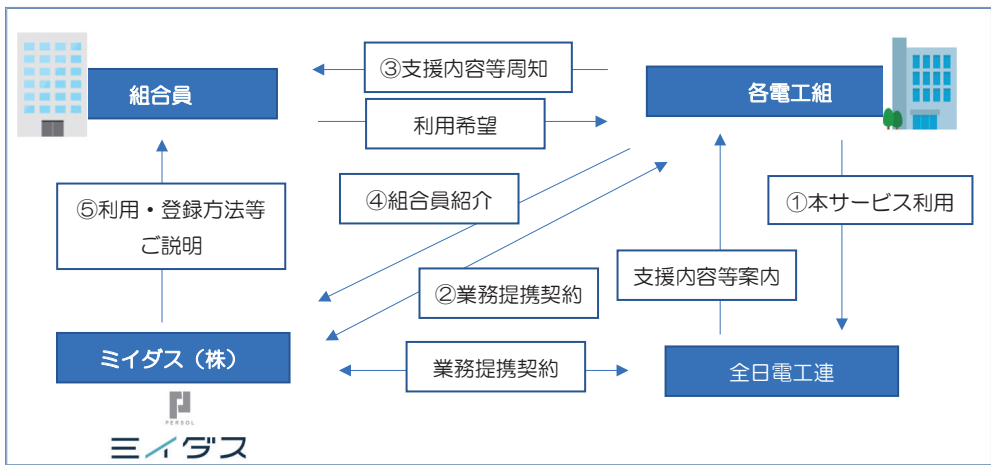 ③支援内容等周知
組合員
各電工組
利用希望
④組合員紹介
①本サービス利用
⑤利用・登録方法等
ご説明
支援内容等案内
②業務提携契約
ミイダス（株）
業務提携契約
全日電工連
PERSOL
ミイダス